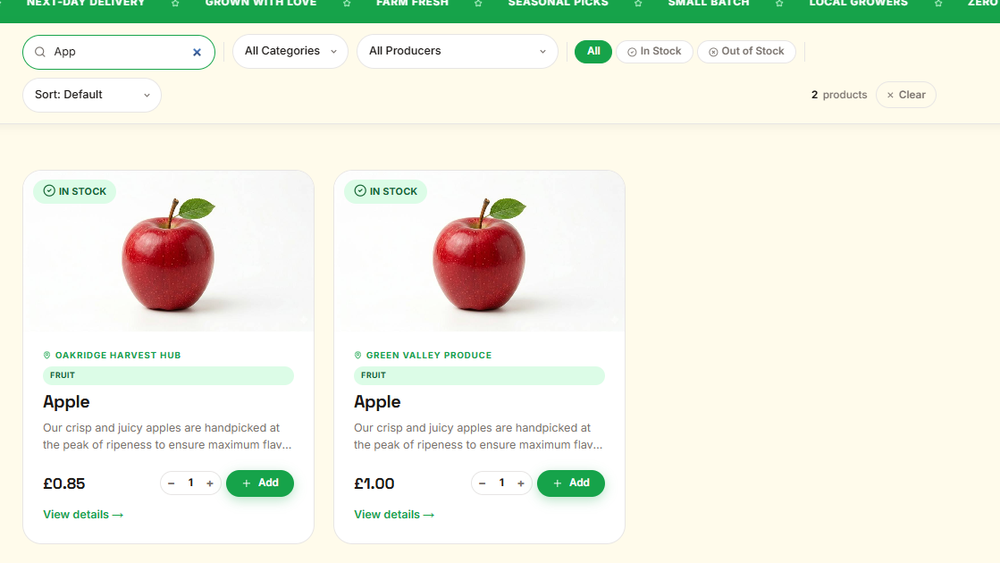 NEXT-DAY DELIVERY ☆ GROWN WITH LOVE ☆ FARM FRESH ☆ SEASONAL PICKS ☆ SMALL BATCH ☆ LOCAL GROWERS ☆ ZERO
App × All Categories All Producers All In Stock Out of Stock
Sort: Default 2 products × Clear
IN STOCK
OAKRIDGE HARVEST HUB
FRUIT
Apple
Our crisp and juicy apples are handpicked at
the peak of ripeness to ensure maximum flav...
£0.85 − 1 + + Add
View details →
IN STOCK
GREEN VALLEY PRODUCE
FRUIT
Apple
Our crisp and juicy apples are handpicked at
the peak of ripeness to ensure maximum flav...
£1.00 − 1 + + Add
View details →